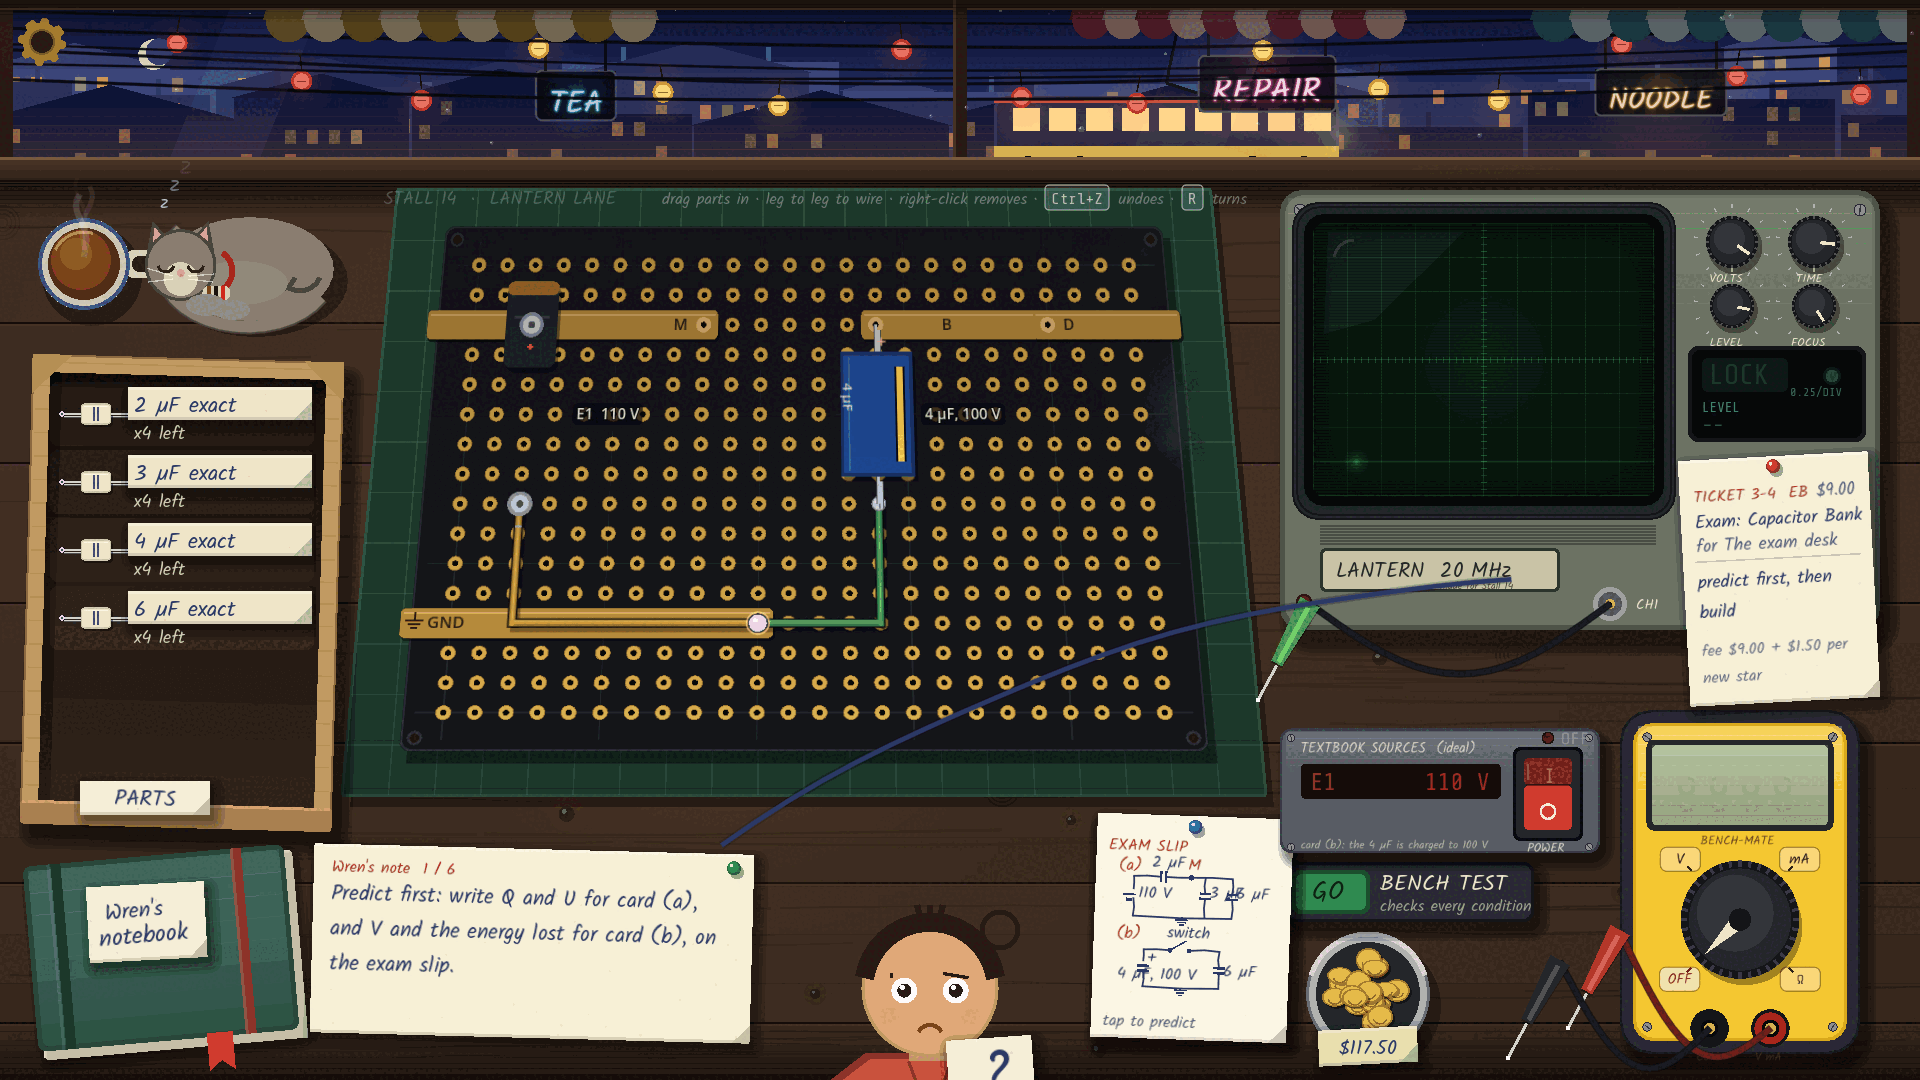 TEA
REPAIR
NOODLE
z
z
z
STALL 14 · LANTERN LANE
drag parts in · leg to leg to wire · right-click removes · Ctrl+Z undoes · R turns
M
B
D
E1 110 V
4 µF
4 µF, 100 V
GND
2 µF exact
x4 left
3 µF exact
x4 left
4 µF exact
x4 left
6 µF exact
x4 left
PARTS
VOLTS
TIME
LEVEL
FOCUS
LOCK
0.25/DIV
LEVEL
--
LANTERN 20 MHz
CH1
TICKET 3-4 EB $9.00
Exam: Capacitor Bank
for The exam desk
predict first, then
build
fee $9.00 + $1.50 per
new star
TEXTBOOK SOURCES (ideal)
OFF
E1 110 V
I
card (b): the 4 µF is charged to 100 V
POWER
GO
BENCH TEST
checks every condition
BENCH-MATE
V
mA
OFF
Ω
Wren's
notebook
Wren's note 1 / 6
Predict first: write Q and U for card (a),
and V and the energy lost for card (b), on
the exam slip.
?
EXAM SLIP
(a) 2 µF M
110 V
3 µF
(b) switch
+
4 µF, 100 V
6 µF
tap to predict
$117.50